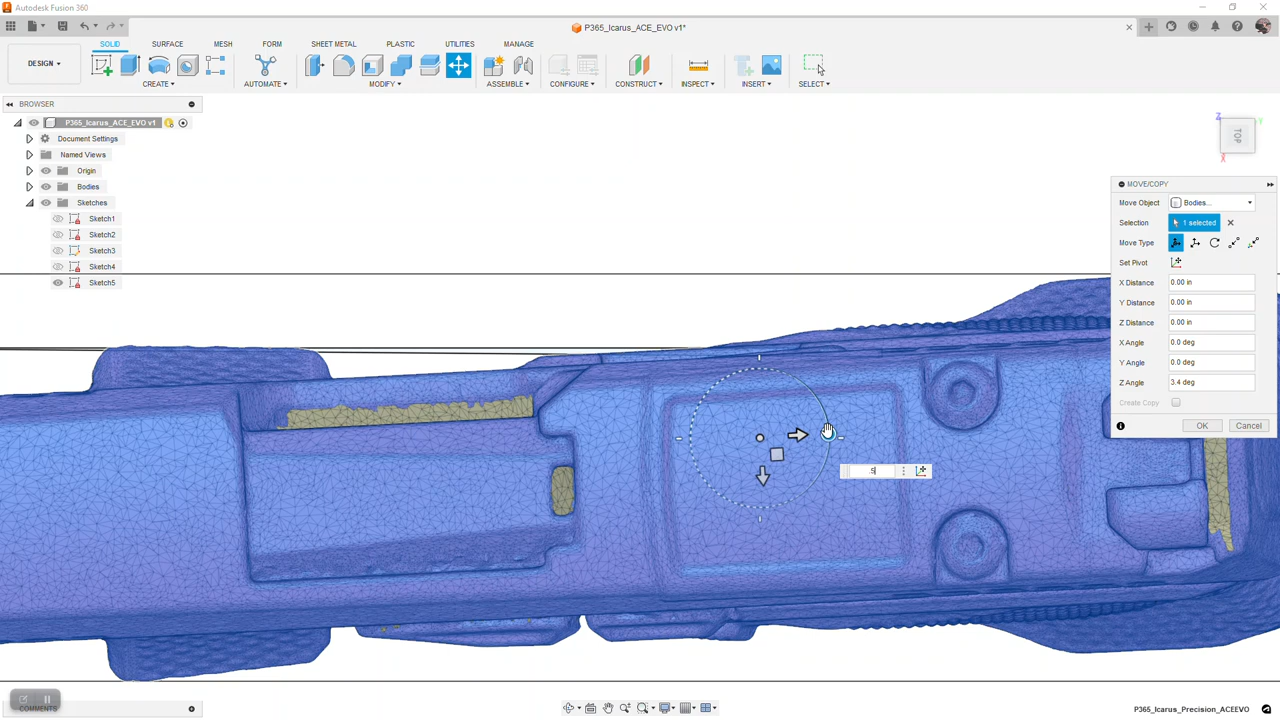 Autodesk Fusion 360
P365_Icarus_ACE_EVO v1*
SOLID SURFACE MESH FORM SHEET METAL PLASTIC UTILITIES MANAGE
DESIGN
CREATE AUTOMATE MODIFY ASSEMBLE CONFIGURE CONSTRUCT INSPECT INSERT SELECT
BROWSER
P365_Icarus_ACE_EVO v1
Document Settings
Named Views
Origin
Bodies
Sketches
Sketch1
Sketch2
Sketch3
Sketch4
Sketch5
Z
Y
TOP
X
MOVE/COPY
Move Object Bodies...
Selection 1 selected
Move Type
Set Pivot
X Distance 0.00 in
Y Distance 0.00 in
Z Distance 0.00 in
X Angle 0.0 deg
Y Angle 0.0 deg
Z Angle 3.4 deg
Create Copy
OK Cancel
.5
COMMENTS
P365_Icarus_Precision_ACEEVO